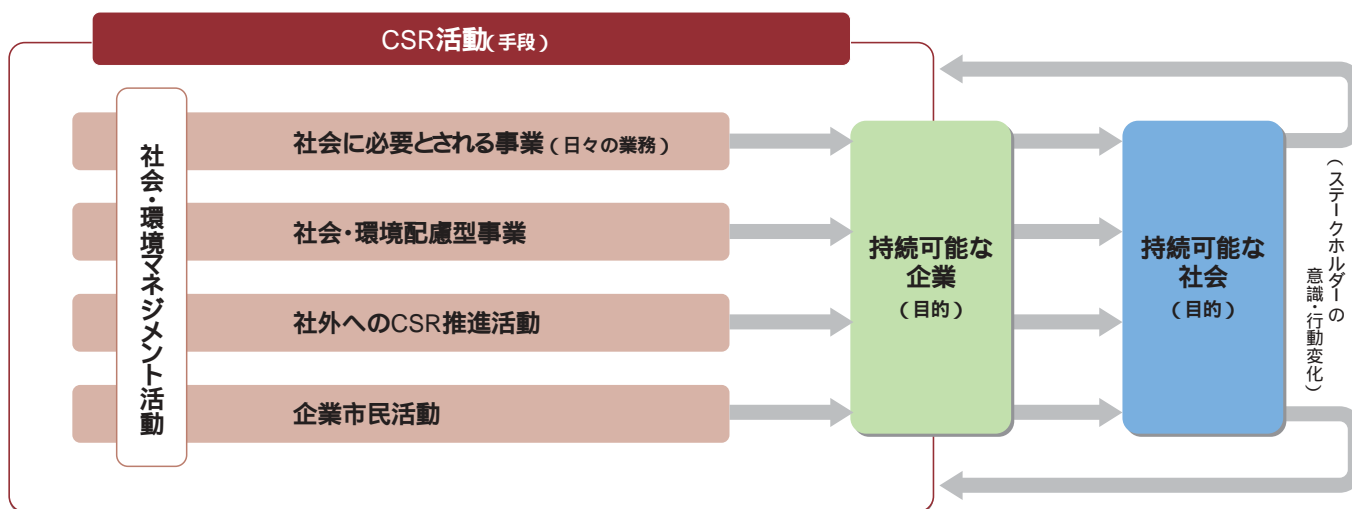 CSR活動(手段)
社会・環境マネジメント活動
社会に必要とされる事業(日々の業務)
社会・環境配慮型事業
社外へのCSR推進活動
企業市民活動
持続可能な
企業
(目的)
持続可能な
社会
(目的)
(ステークホルダーの
意識・行動変化)